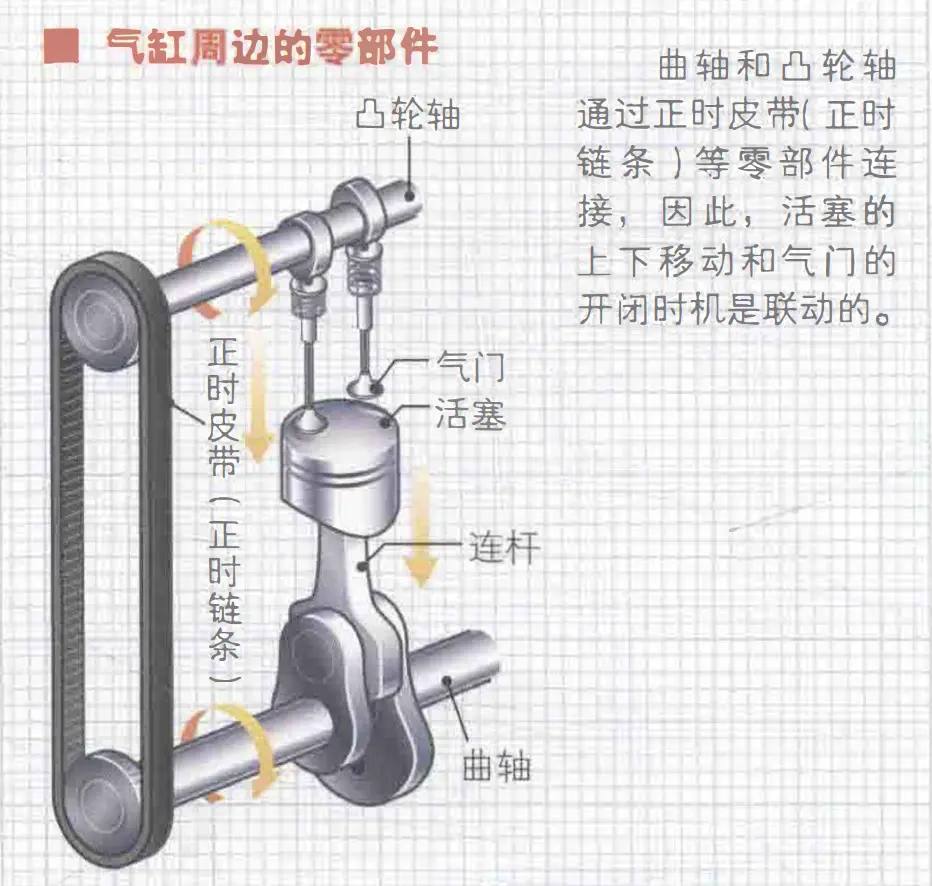 气缸周边的零部件
曲轴和凸轮轴
通过正时皮带(正时
链条)等零部件连
接，因此，活塞的
上下移动和气门的
开闭时机是联动的。
凸轮轴
气门
活塞
正时皮带(正时链条)
连杆
曲轴